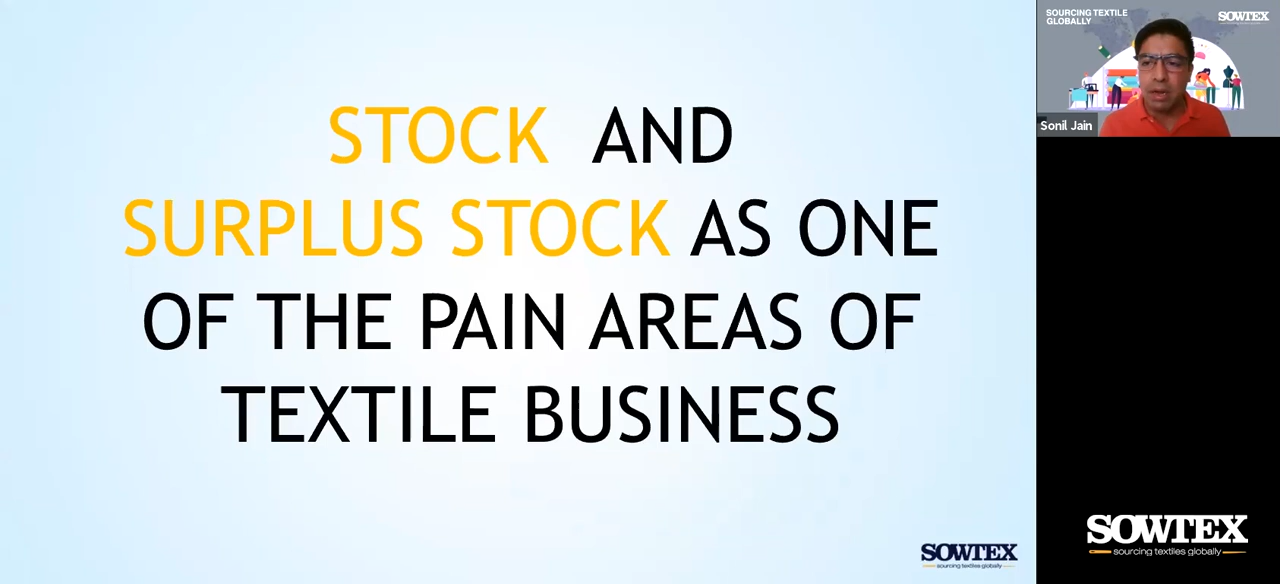 STOCK AND
SURPLUS STOCK AS ONE
OF THE PAIN AREAS OF
TEXTILE BUSINESS
SOWTEX
sourcing textiles globally
SOURCING TEXTILE
GLOBALLY
SOWTEX
Sonil Jain
SOWTEX
sourcing textiles globally